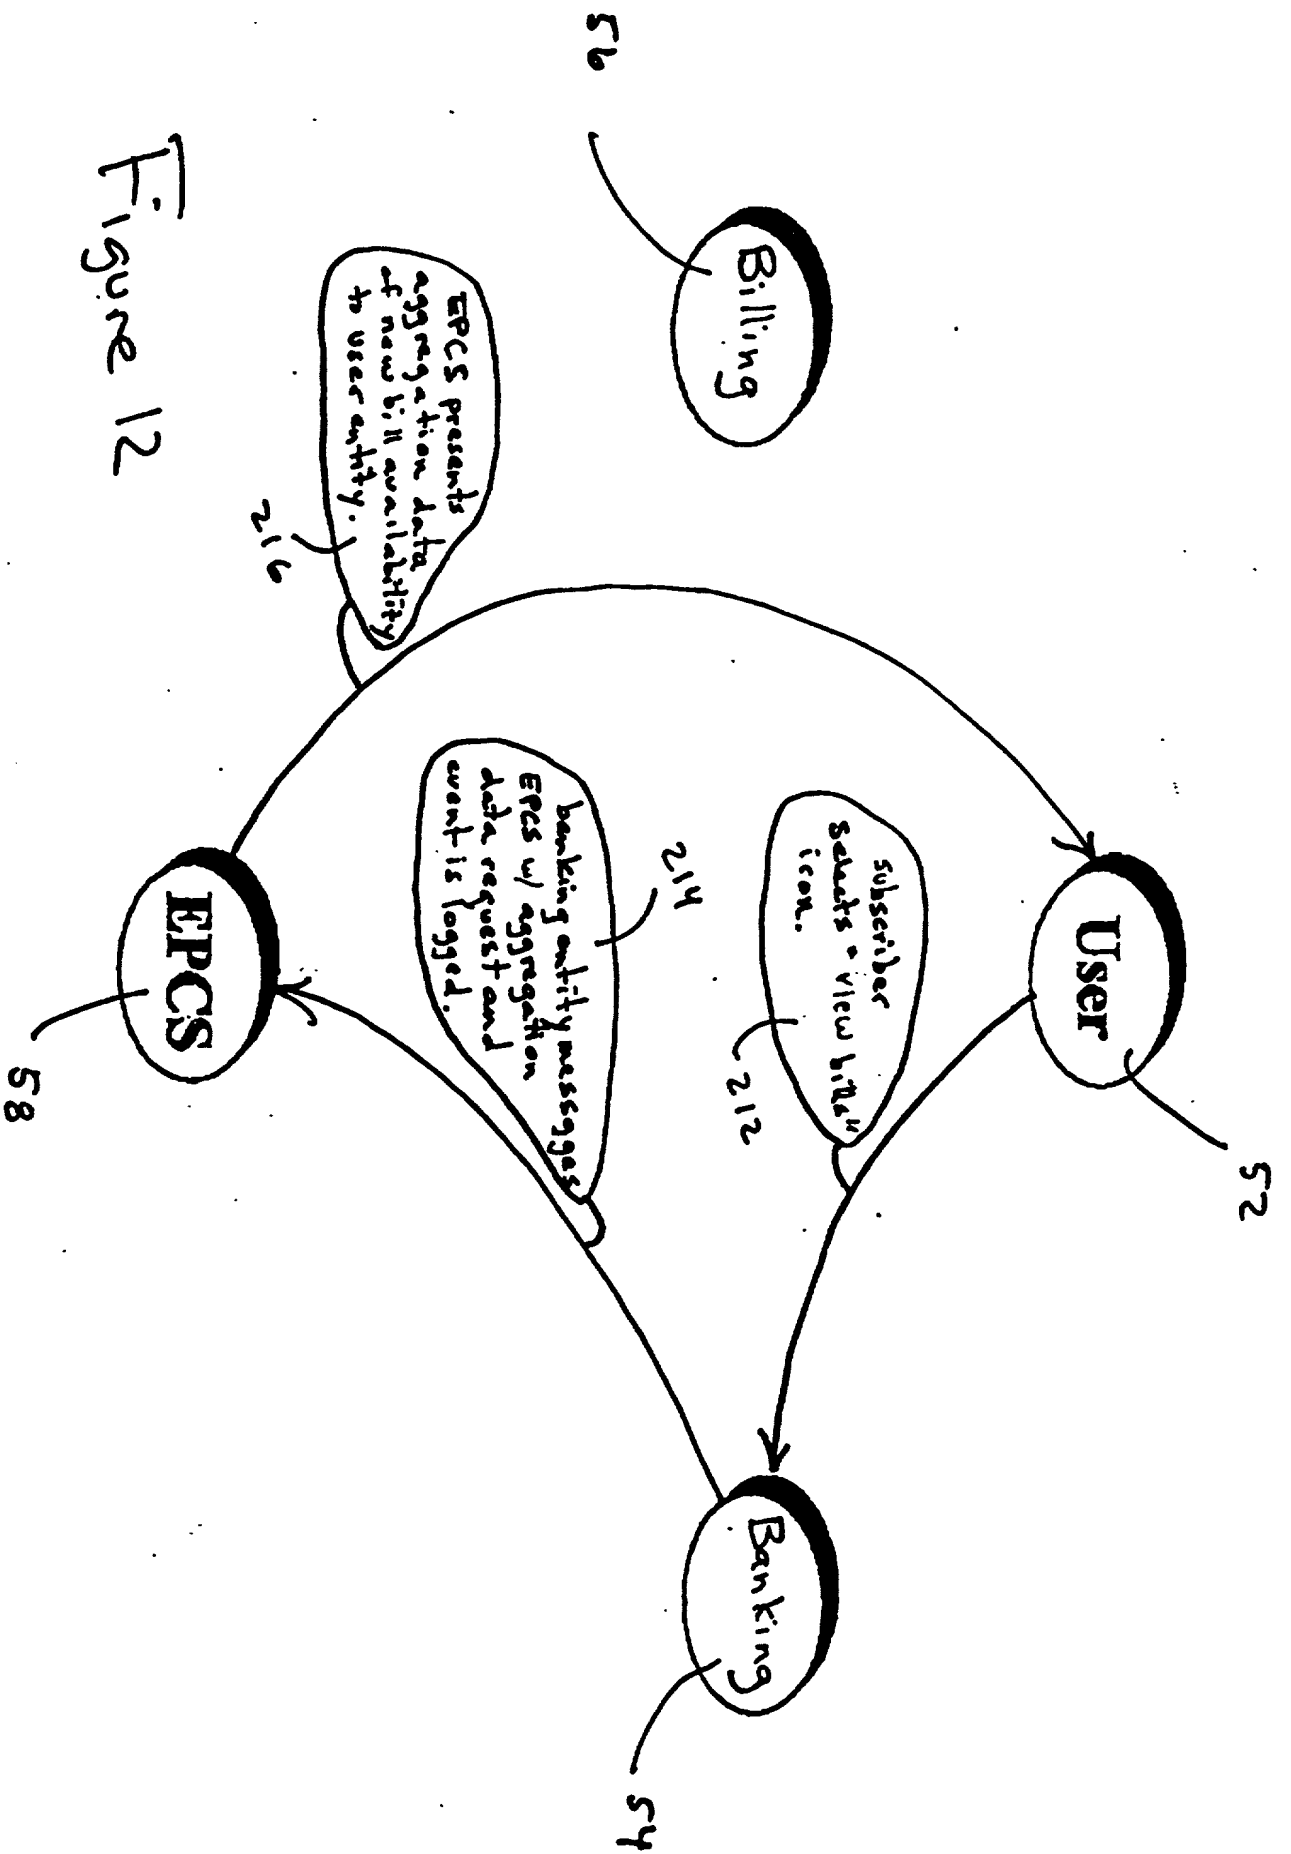 52
User
subscriber
selects "view bills"
icon.
212
56
Billing
Banking
54
214
banking entity messages
EPCS w/ aggregation
data request and
event is logged.
EPCS presents
aggregation data
of new bill availability
to user entity.
216
EPCS
58
Figure 12